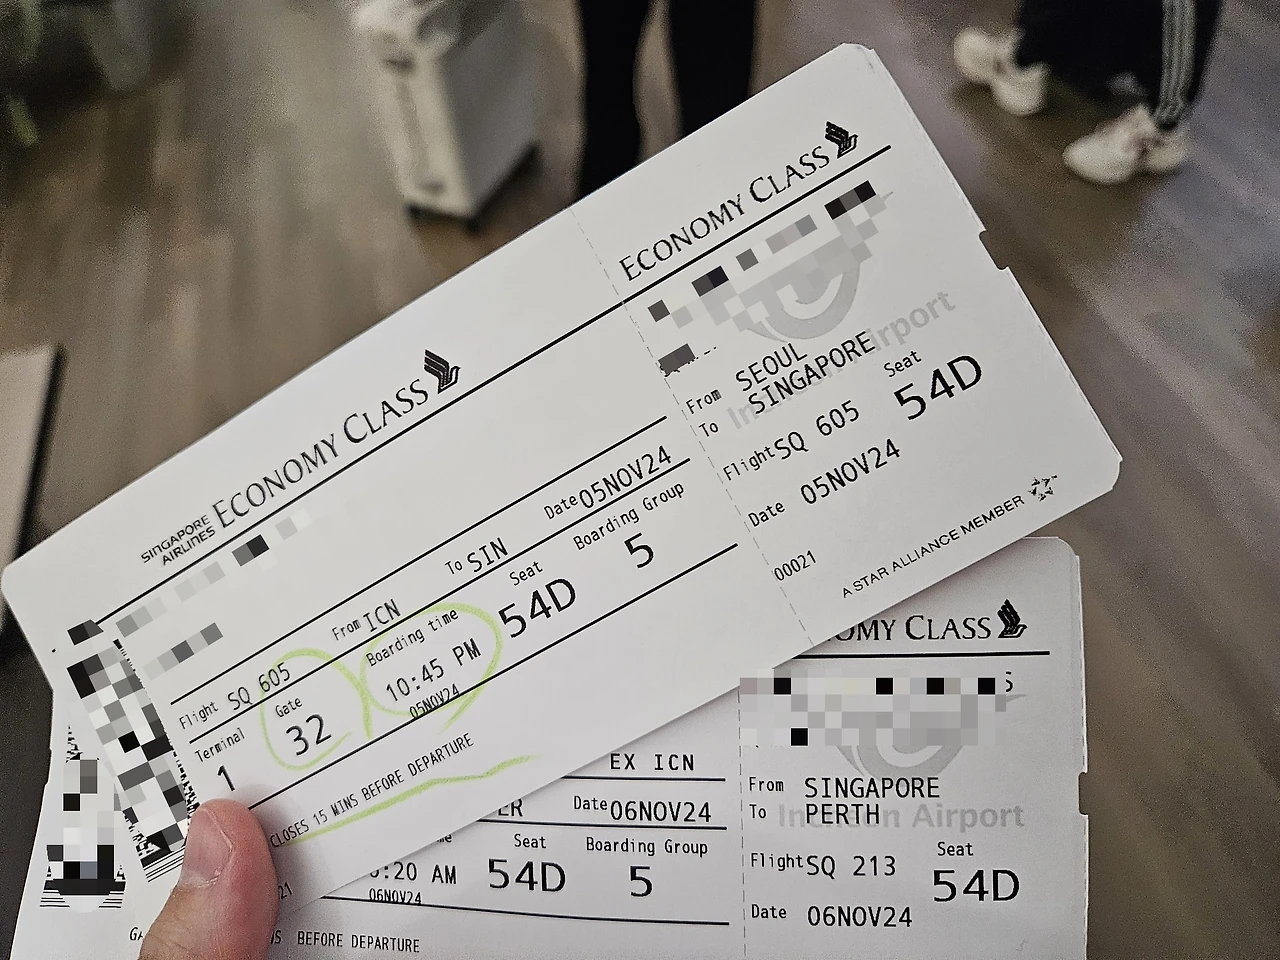 SINGAPORE
AIRLINES
ECONOMY CLASS
From ICN
To SIN
Date 05NOV24
Flight SQ 605
Terminal
1
Gate
32
Boarding time
10:45 PM
05NOV24
Seat
54D
Boarding Group
5
CLOSES 15 MINS BEFORE DEPARTURE
ECONOMY CLASS
From SEOUL
To SINGAPORE
Airport
Flight SQ 605
Seat
54D
Date 05NOV24
00021
A STAR ALLIANCE MEMBER
EX ICN
Date 06NOV24
:20 AM
06NOV24
Seat
54D
Boarding Group
5
BEFORE DEPARTURE
OMY CLASS
5
From SINGAPORE
To PERTH
Incheon Airport
Flight SQ 213
Seat
54D
Date 06NOV24